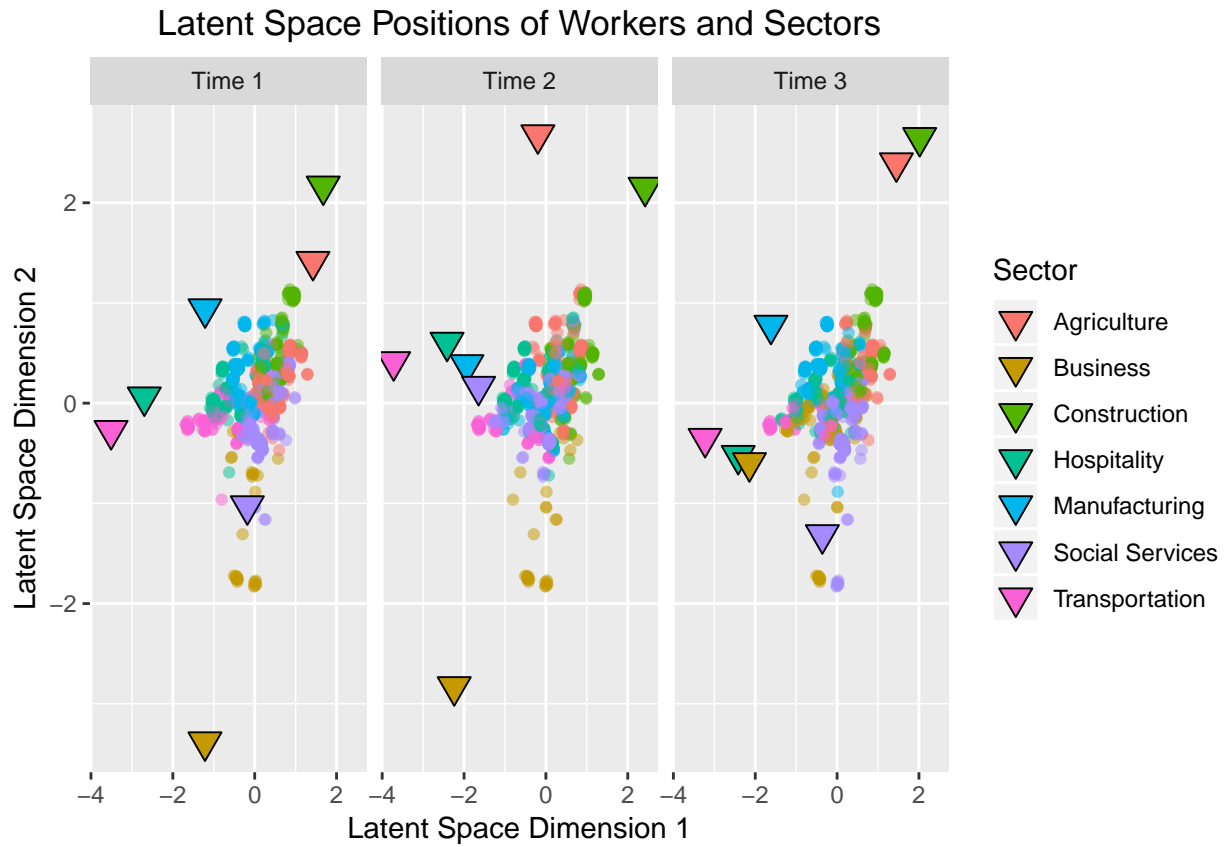 Latent Space Positions of Workers and Sectors
Time 1
Time 2
Time 3
Latent Space Dimension 2
2
0
−2
−4
−2
0
2
−4
−2
0
2
−4
−2
0
2
Latent Space Dimension 1
Sector
Agriculture
Business
Construction
Hospitality
Manufacturing
Social Services
Transportation